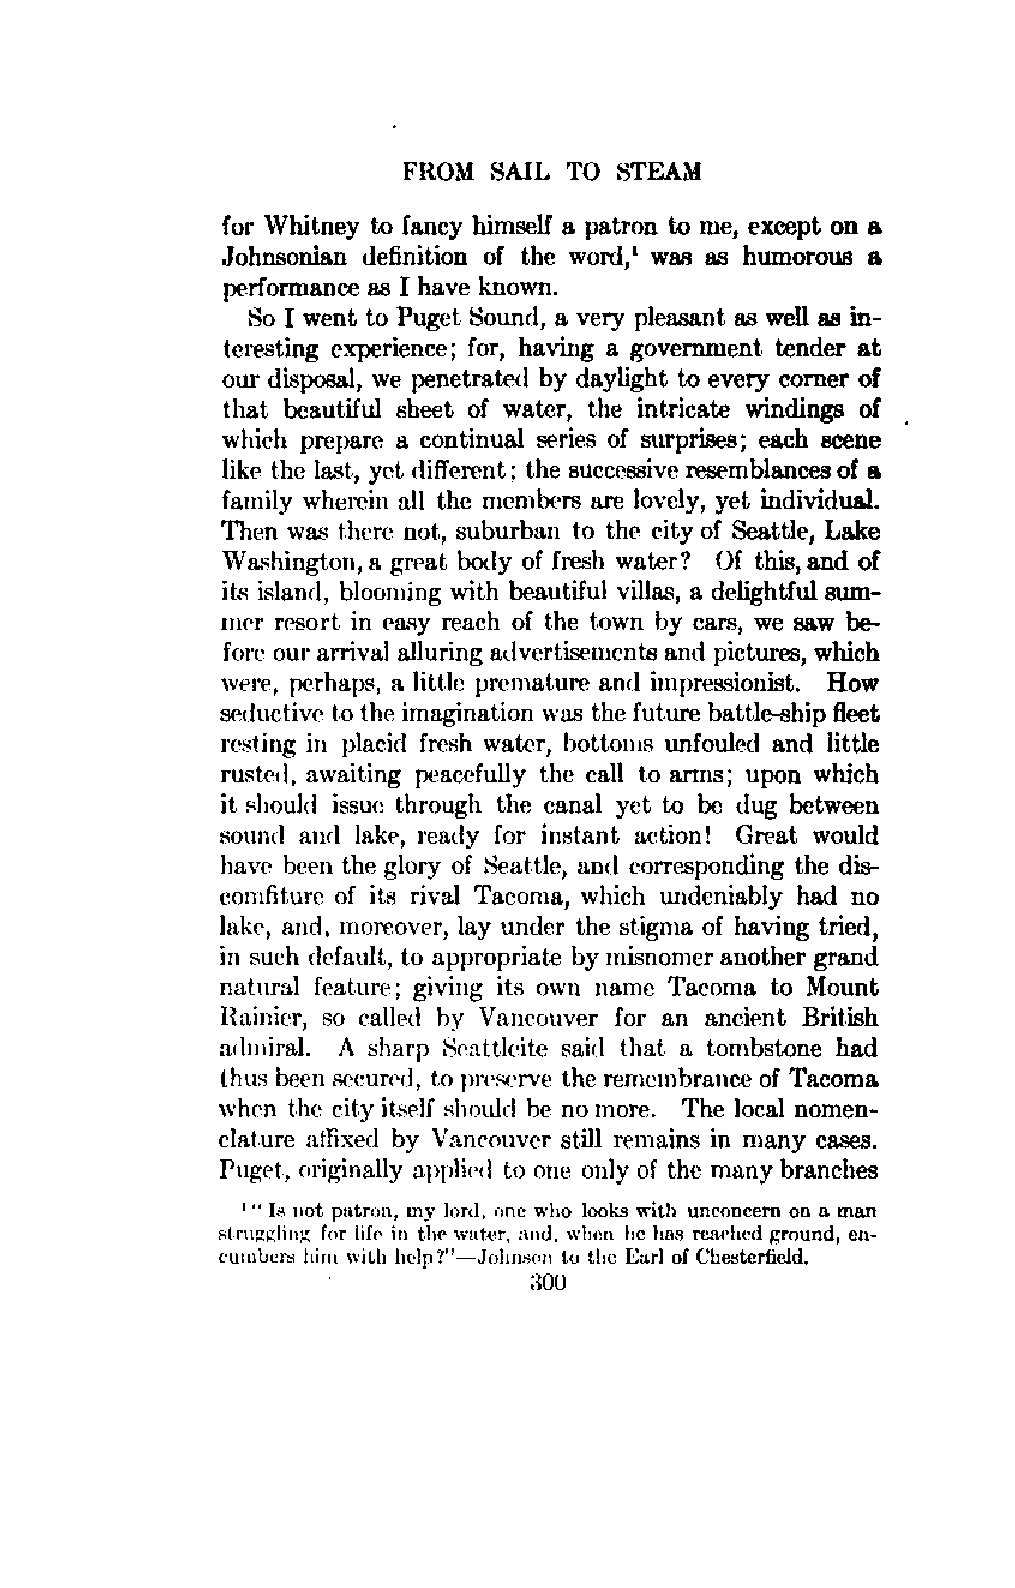 FROM SAIL TO STEAM
for Whitney to fancy himself a patron to me, except on a
Johnsonian definition of the word,¹ was as humorous a
performance as I have known.
So I went to Puget Sound, a very pleasant as well as in-
teresting experience; for, having a government tender at
our disposal, we penetrated by daylight to every corner of
that beautiful sheet of water, the intricate windings of
which prepare a continual series of surprises; each scene
like the last, yet different; the successive resemblances of a
family wherein all the members are lovely, yet individual.
Then was there not, suburban to the city of Seattle, Lake
Washington, a great body of fresh water? Of this, and of
its island, blooming with beautiful villas, a delightful sum-
mer resort in easy reach of the town by cars, we saw be-
fore our arrival alluring advertisements and pictures, which
were, perhaps, a little premature and impressionist. How
seductive to the imagination was the future battle-ship fleet
resting in placid fresh water, bottoms unfouled and little
rusted, awaiting peacefully the call to arms; upon which
it should issue through the canal yet to be dug between
sound and lake, ready for instant action! Great would
have been the glory of Seattle, and corresponding the dis-
comfiture of its rival Tacoma, which undeniably had no
lake, and, moreover, lay under the stigma of having tried,
in such default, to appropriate by misnomer another grand
natural feature; giving its own name Tacoma to Mount
Rainier, so called by Vancouver for an ancient British
admiral. A sharp Seattleite said that a tombstone had
thus been secured, to preserve the remembrance of Tacoma
when the city itself should be no more. The local nomen-
clature affixed by Vancouver still remains in many cases.
Puget, originally applied to one only of the many branches
¹ "Is not patron, my lord, one who looks with unconcern on a man
struggling for life in the water, and, when he has reached ground, en-
cumbers him with help?"—Johnson to the Earl of Chesterfield.
300